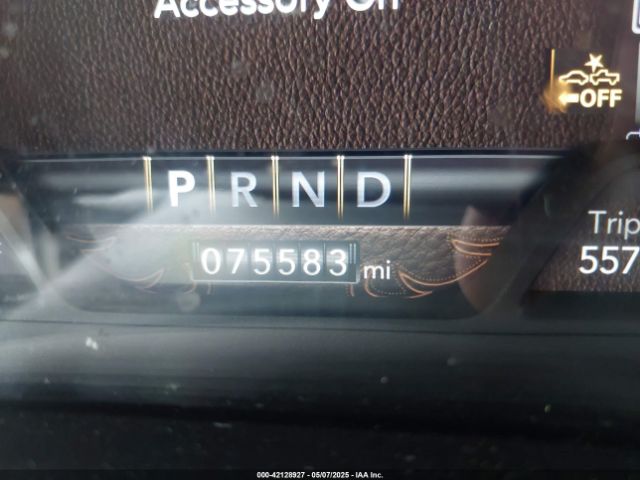 Accessory On
OFF
P R N D
075583 mi
Trip
557
000-42128927 - 05/07/2025 - IAA Inc.